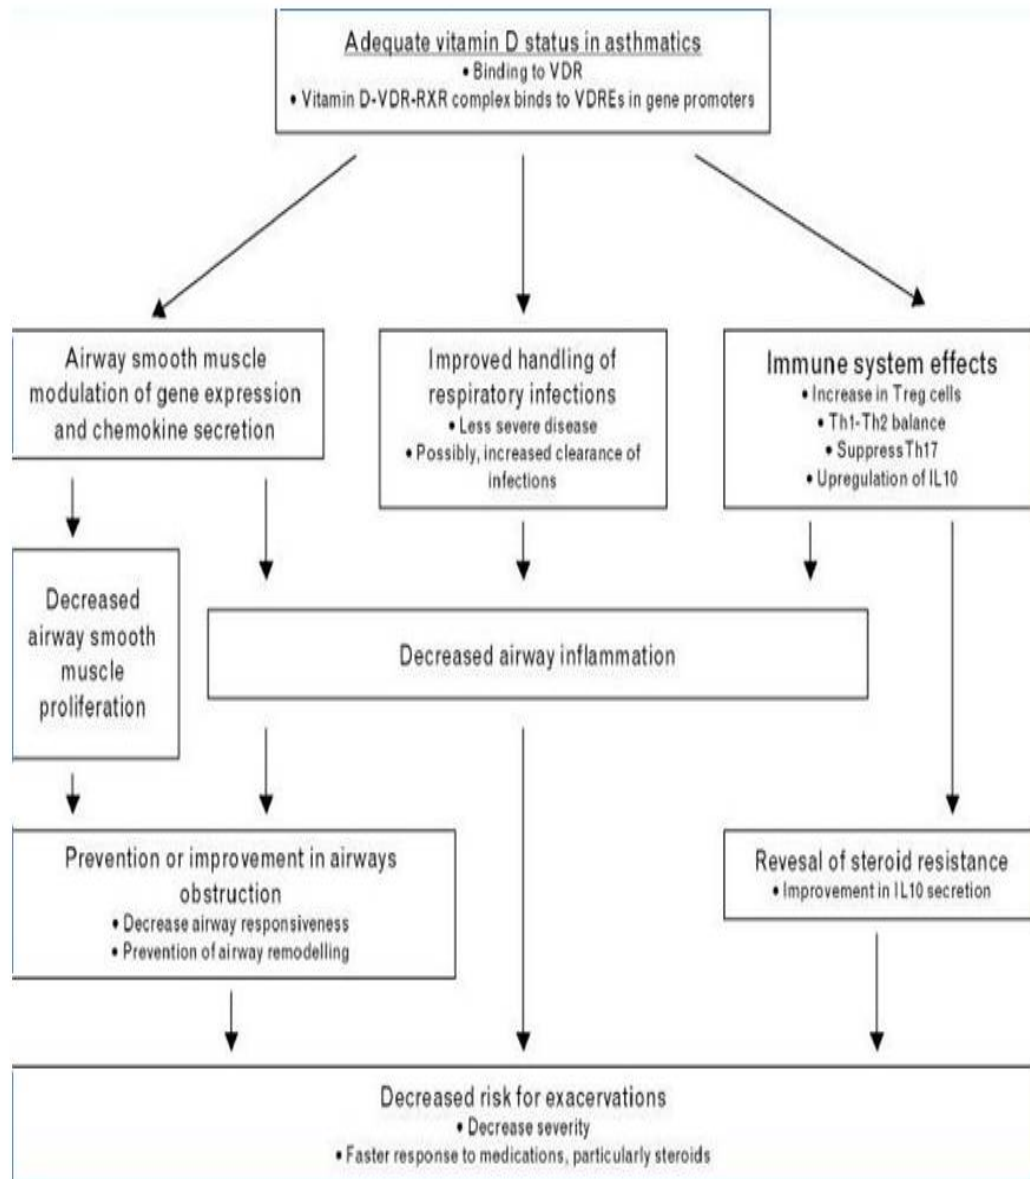 Adequate vitamin D status in asthmatics
• Binding to VDR
• Vitamin D-VDR-RXR complex binds to VDREs in gene promoters
Airway smooth muscle
modulation of gene expression
and chemokine secretion
Improved handling of
respiratory infections
• Less severe disease
• Possibly, increased clearance of
infections
Immune system effects
• Increase in Treg cells
• Th1-Th2 balance
• Suppress Th17
• Upregulation of IL10
Decreased
airway smooth
muscle
proliferation
Decreased airway inflammation
Prevention or improvement in airways
obstruction
• Decrease airway responsiveness
• Prevention of airway remodelling
Revesal of steroid resistance
• Improvement in IL10 secretion
Decreased risk for exacervations
• Decrease severity
• Faster response to medications, particularly steroids